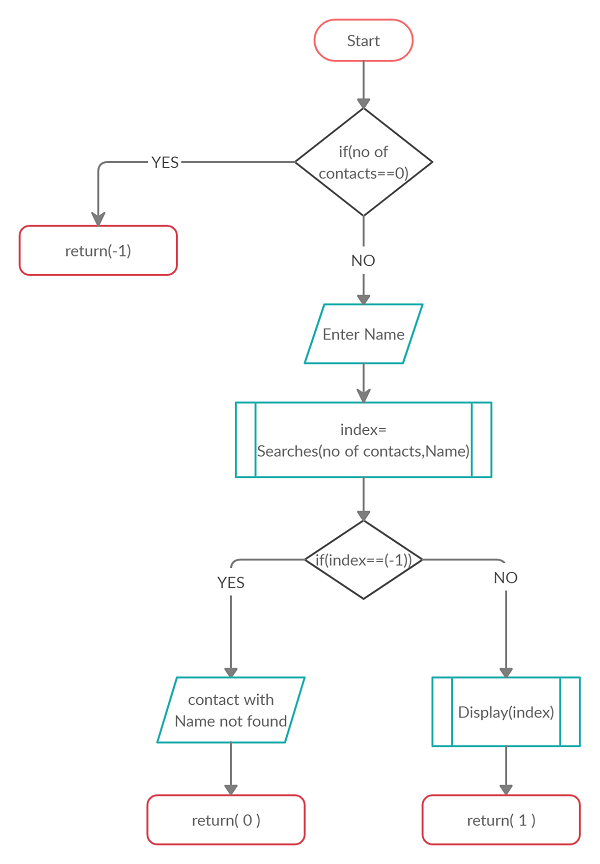 Start
if(no of
contacts==0)
YES
return(-1)
NO
Enter Name
index=
Searches(no of contacts,Name)
if(index==(-1))
YES
NO
contact with
Name not found
Display(index)
return( 0 )
return( 1 )